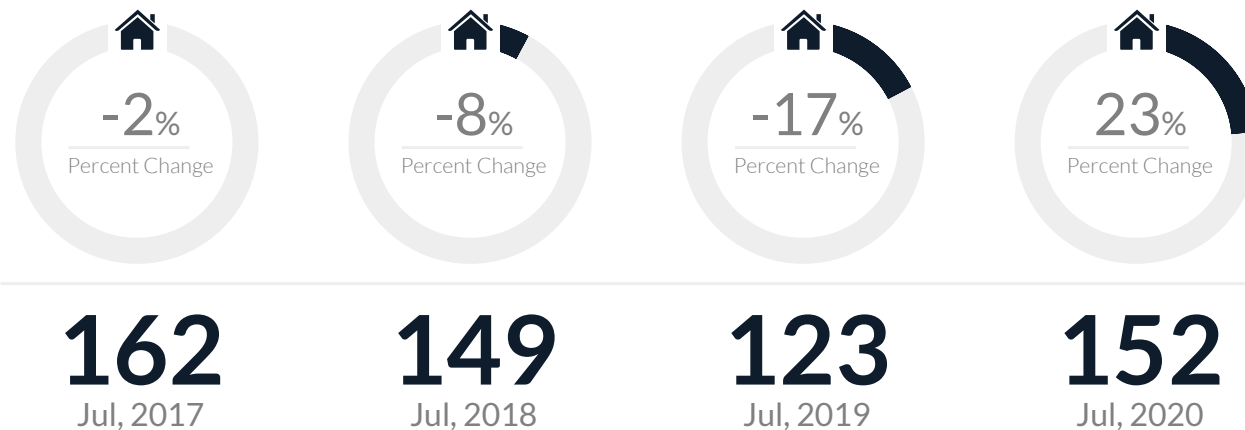 -2% -8% -17% 23%
Percent Change Percent Change Percent Change Percent Change
162 149 123 152
Jul, 2017 Jul, 2018 Jul, 2019 Jul, 2020